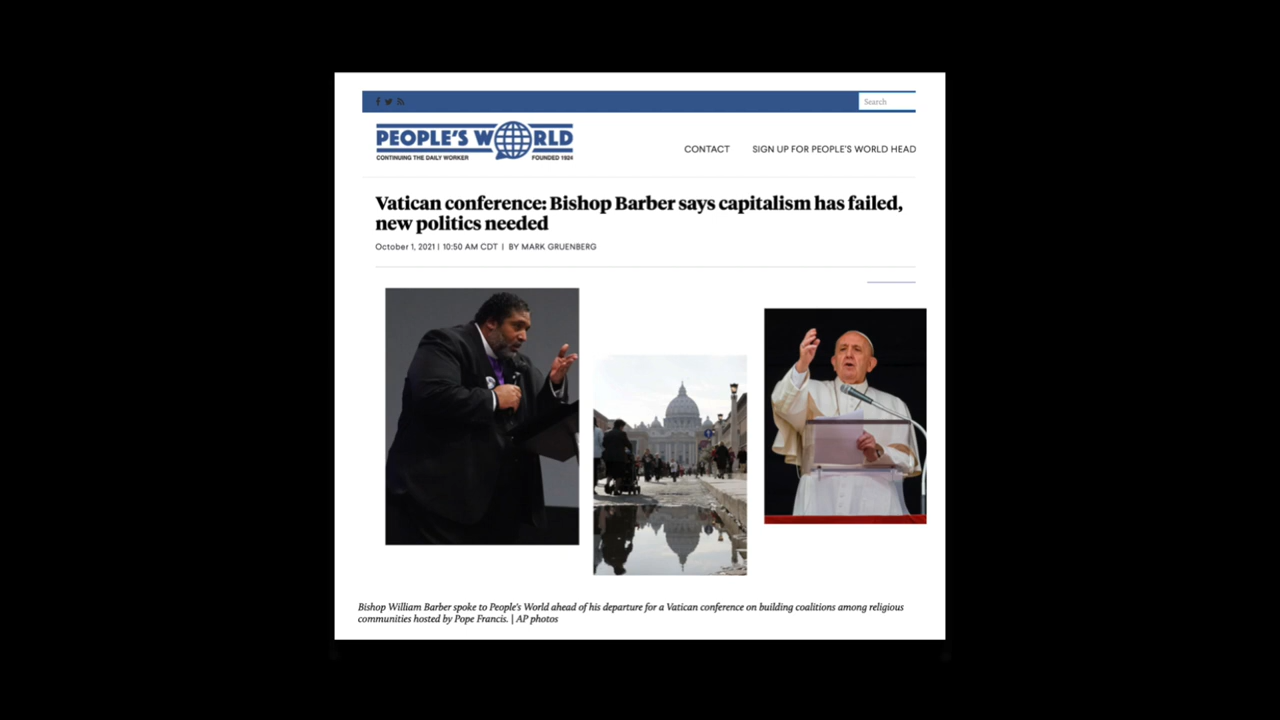 Search
PEOPLE'S WORLD
CONTINUING THE DAILY WORKER FOUNDED 1924
CONTACT SIGN UP FOR PEOPLE'S WORLD HEAD
Vatican conference: Bishop Barber says capitalism has failed,
new politics needed
October 1, 2021 | 10:50 AM CDT | BY MARK GRUENBERG
Bishop William Barber spoke to People's World ahead of his departure for a Vatican conference on building coalitions among religious
communities hosted by Pope Francis. | AP photos